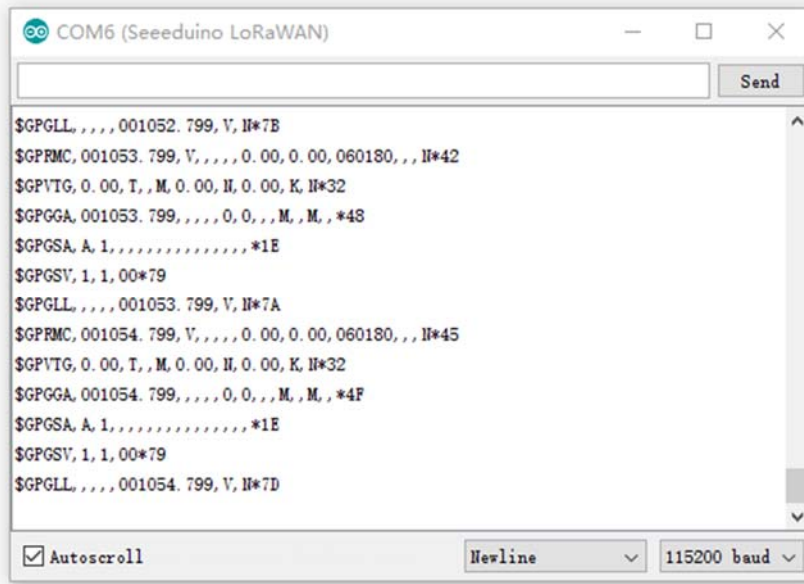 COM6 (Seeeduino LoRaWAN)
Send
$GPGLL,,,,,001052.799,V,N*7B
$GPRMC,001053.799,V,,,,,0.00,0.00,060180,,,N*42
$GPVTG,0.00,T,,M,0.00,N,0.00,K,N*32
$GPGGA,001053.799,,,,,0,0,,,M,,M,,*48
$GPGSA,A,1,,,,,,,,,,,,,,,*1E
$GPGSV,1,1,00*79
$GPGLL,,,,,001053.799,V,N*7A
$GPRMC,001054.799,V,,,,,0.00,0.00,060180,,,N*45
$GPVTG,0.00,T,,M,0.00,N,0.00,K,N*32
$GPGGA,001054.799,,,,,0,0,,,M,,M,,*4F
$GPGSA,A,1,,,,,,,,,,,,,,,*1E
$GPGSV,1,1,00*79
$GPGLL,,,,,001054.799,V,N*7D
Autoscroll Newline 115200 baud